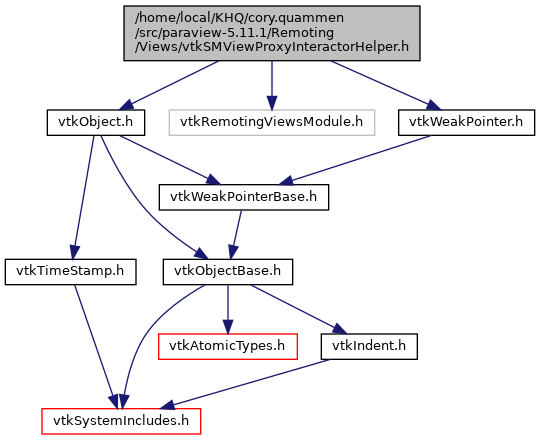 /home/local/KHQ/cory.quammen
/src/paraview-5.11.1/Remoting
/Views/vtkSMViewProxyInteractorHelper.h
vtkObject.h
vtkRemotingViewsModule.h
vtkWeakPointer.h
vtkWeakPointerBase.h
vtkTimeStamp.h
vtkObjectBase.h
vtkAtomicTypes.h
vtkIndent.h
vtkSystemIncludes.h